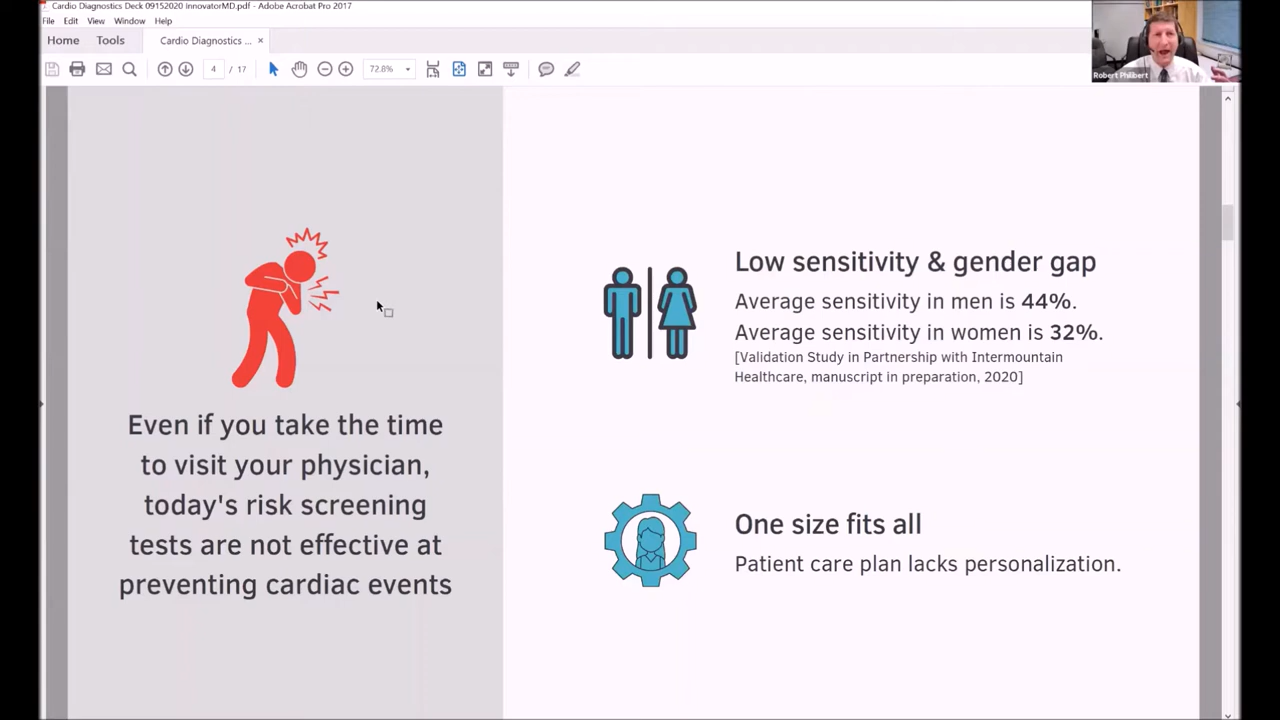 Cardio Diagnostics Deck 09152020 InnovatorMD.pdf - Adobe Acrobat Pro 2017
File Edit View Window Help
Home Tools Cardio Diagnostics ... ×
4 / 17 72.8%
Robert Philibert
Even if you take the time
to visit your physician,
today's risk screening
tests are not effective at
preventing cardiac events
Low sensitivity & gender gap
Average sensitivity in men is 44%.
Average sensitivity in women is 32%.
[Validation Study in Partnership with Intermountain
Healthcare, manuscript in preparation, 2020]
One size fits all
Patient care plan lacks personalization.